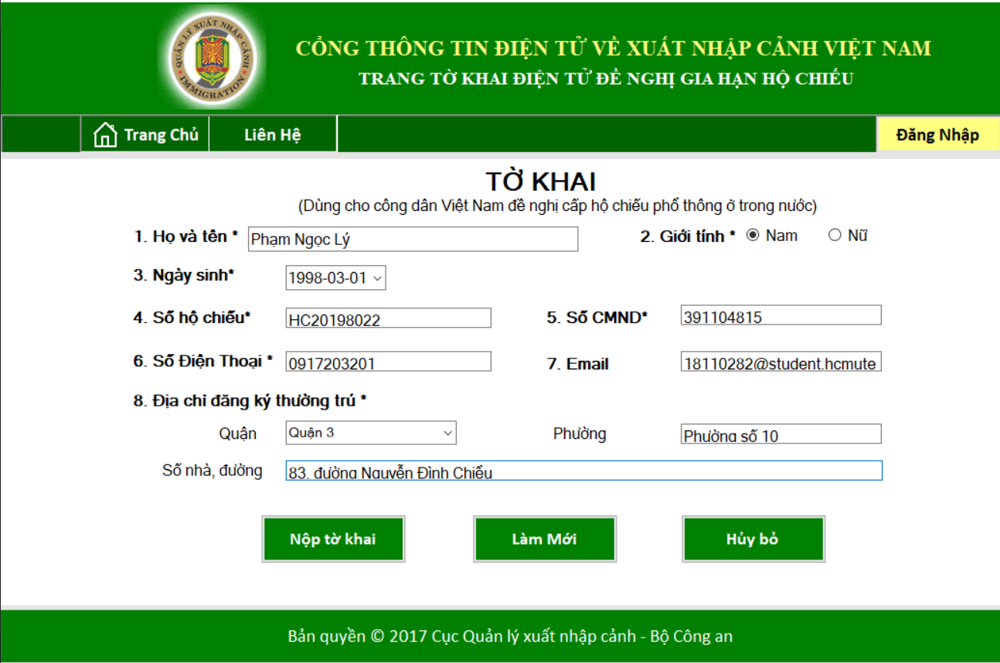 QUẢN LÝ XUẤT NHẬP CẢNH
IMMIGRATION
CỔNG THÔNG TIN ĐIỆN TỬ VỀ XUẤT NHẬP CẢNH VIỆT NAM
TRANG TỜ KHAI ĐIỆN TỬ ĐỀ NGHỊ GIA HẠN HỘ CHIẾU
Trang Chủ Liên Hệ Đăng Nhập
TỜ KHAI
(Dùng cho công dân Việt Nam đề nghị cấp hộ chiếu phổ thông ở trong nước)
1. Họ và tên * Phạm Ngọc Lý 2. Giới tính * Nam Nữ
3. Ngày sinh* 1998-03-01
4. Số hộ chiếu* HC20198022 5. Số CMND* 391104815
6. Số Điện Thoại * 0917203201 7. Email 18110282@student.hcmute
8. Địa chỉ đăng ký thường trú *
Quận Quận 3 Phường Phường số 10
Số nhà, đường 83, đường Nguyễn Đình Chiểu
Nộp tờ khai Làm Mới Hủy bỏ
Bản quyền © 2017 Cục Quản lý xuất nhập cảnh - Bộ Công an